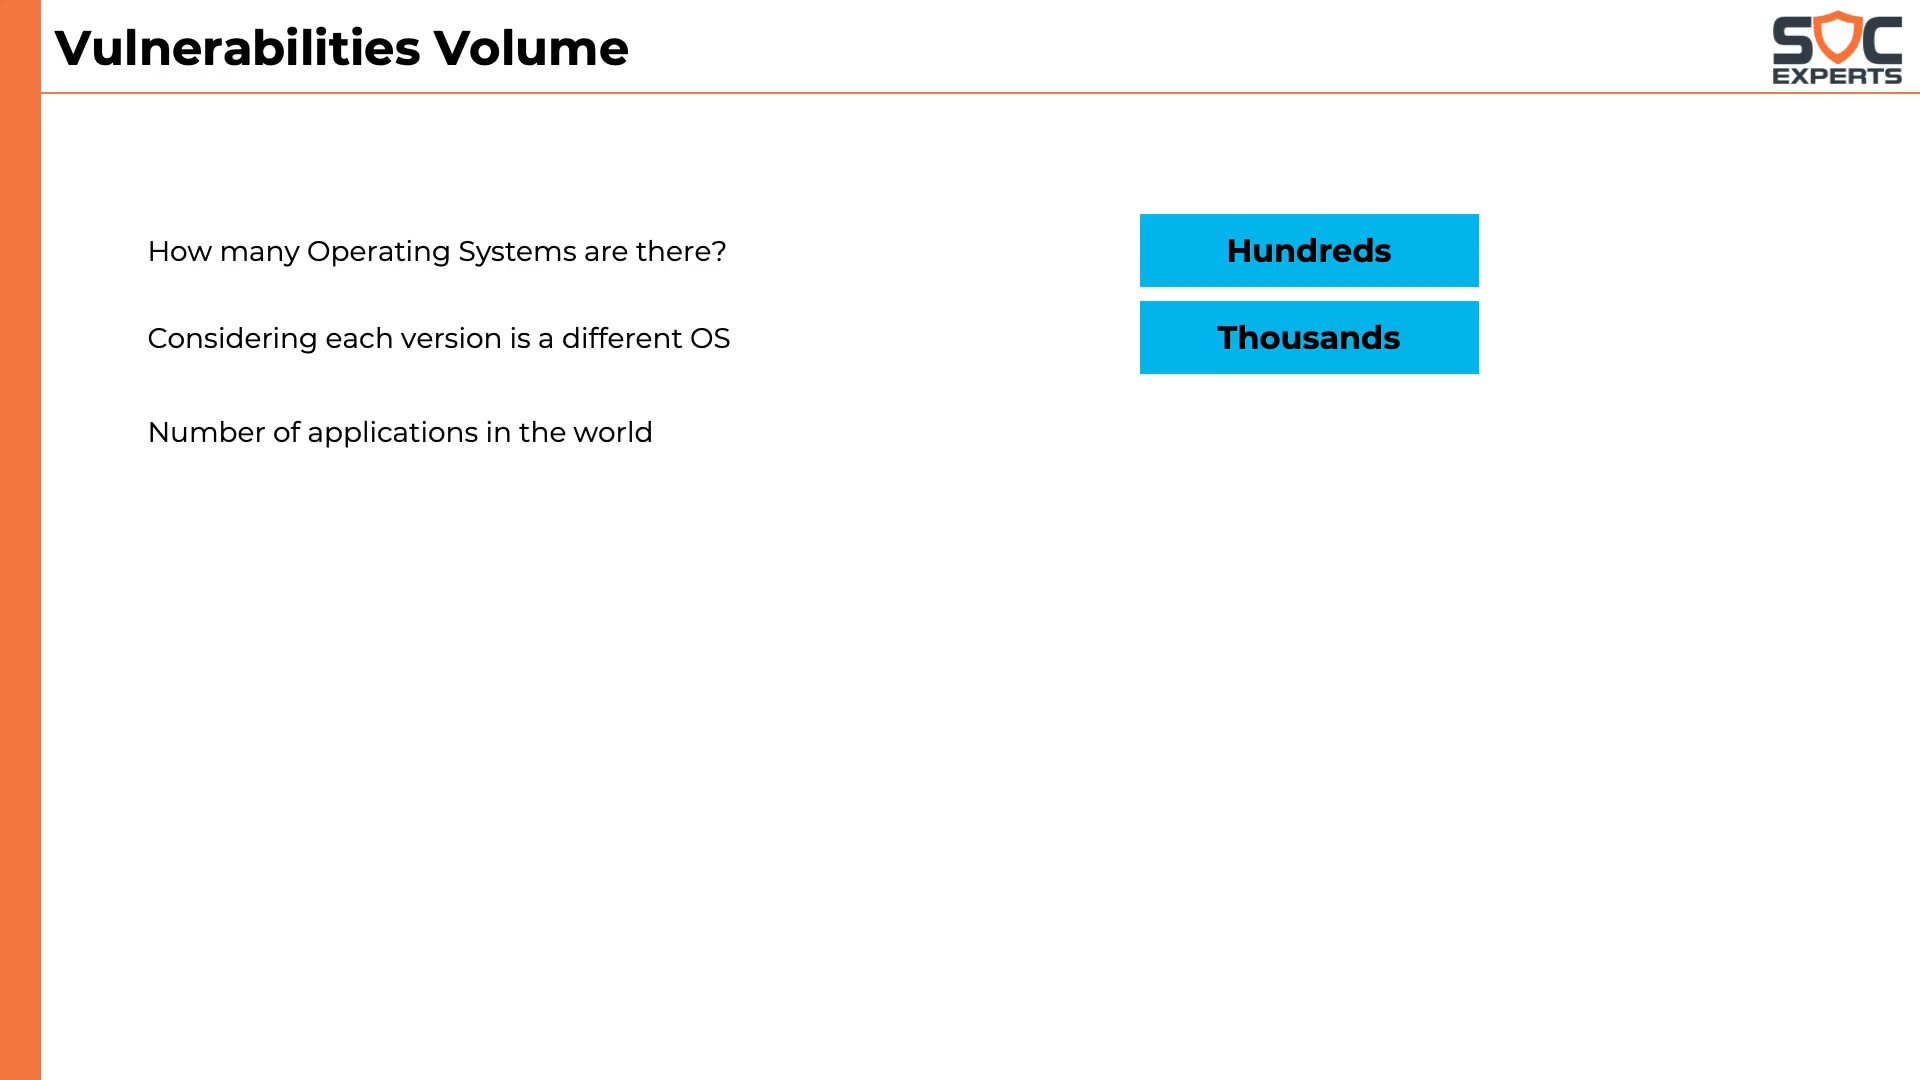 Vulnerabilities Volume
SOC
EXPERTS
How many Operating Systems are there?
Hundreds
Considering each version is a different OS
Thousands
Number of applications in the world